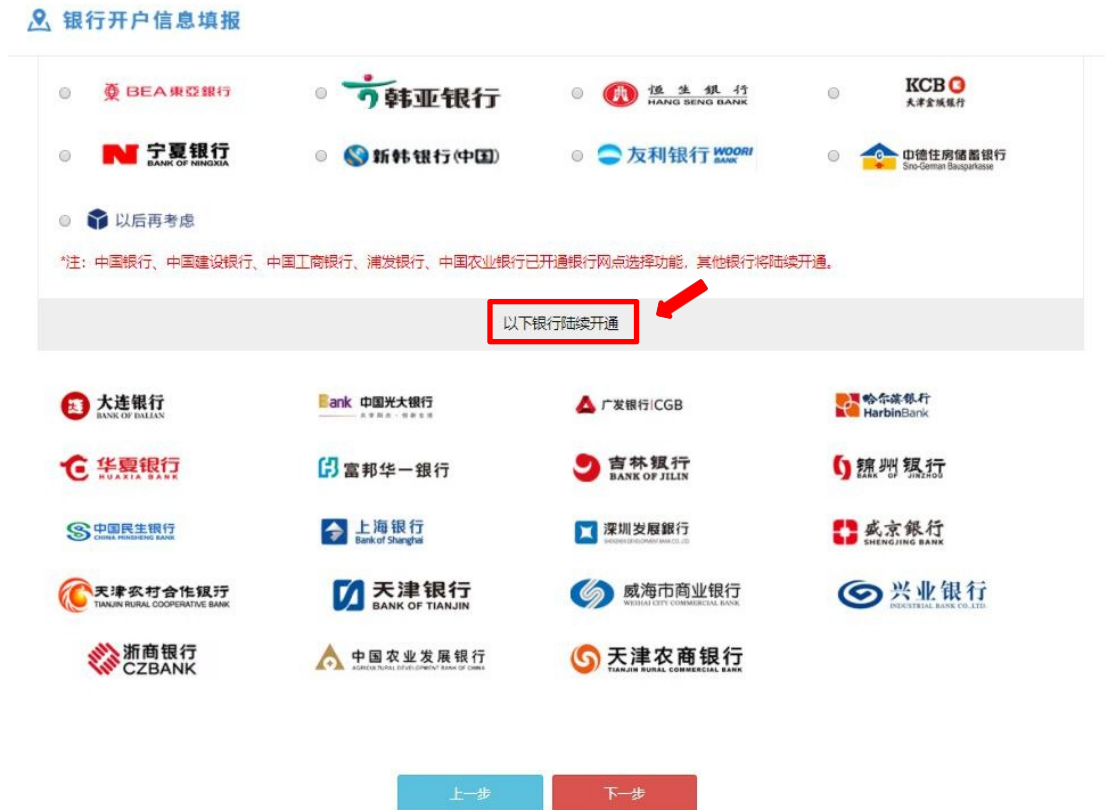 银行开户信息填报
BEA東亞銀行
韩亚银行
恒生銀行
HANG SENG BANK
KCB
天津金城银行
宁夏银行
BANK OF NINGXIA
新韩银行(中国)
友利银行 WOORI BANK
中德住房储蓄银行
Sino-German Bausparkasse
以后再考虑
*注：中国银行、中国建设银行、中国工商银行、浦发银行、中国农业银行已开通银行网点选择功能，其他银行将陆续开通。
以下银行陆续开通
大连银行
BANK OF DALIAN
Bank 中国光大银行
广发银行|CGB
哈尔滨银行
HarbinBank
华夏银行
HUAXIA BANK
富邦华一银行
吉林银行
BANK OF JILIN
锦州银行
BANK OF JINZHOU
中国民生银行
CHINA MINSHENG BANK
上海银行
Bank of Shanghai
深圳发展銀行
盛京銀行
SHENGJING BANK
天津农村合作银行
TIANJIN RURAL COOPERATIVE BANK
天津银行
BANK OF TIANJIN
威海市商业银行
WEIHAI CITY COMMERCIAL BANK
兴业银行
INDUSTRIAL BANK CO.,LTD.
浙商银行
CZBANK
中国农业发展银行
AGRICULTURAL DEVELOPMENT BANK OF CHINA
天津农商银行
TIANJIN RURAL COMMERCIAL BANK
上一步
下一步